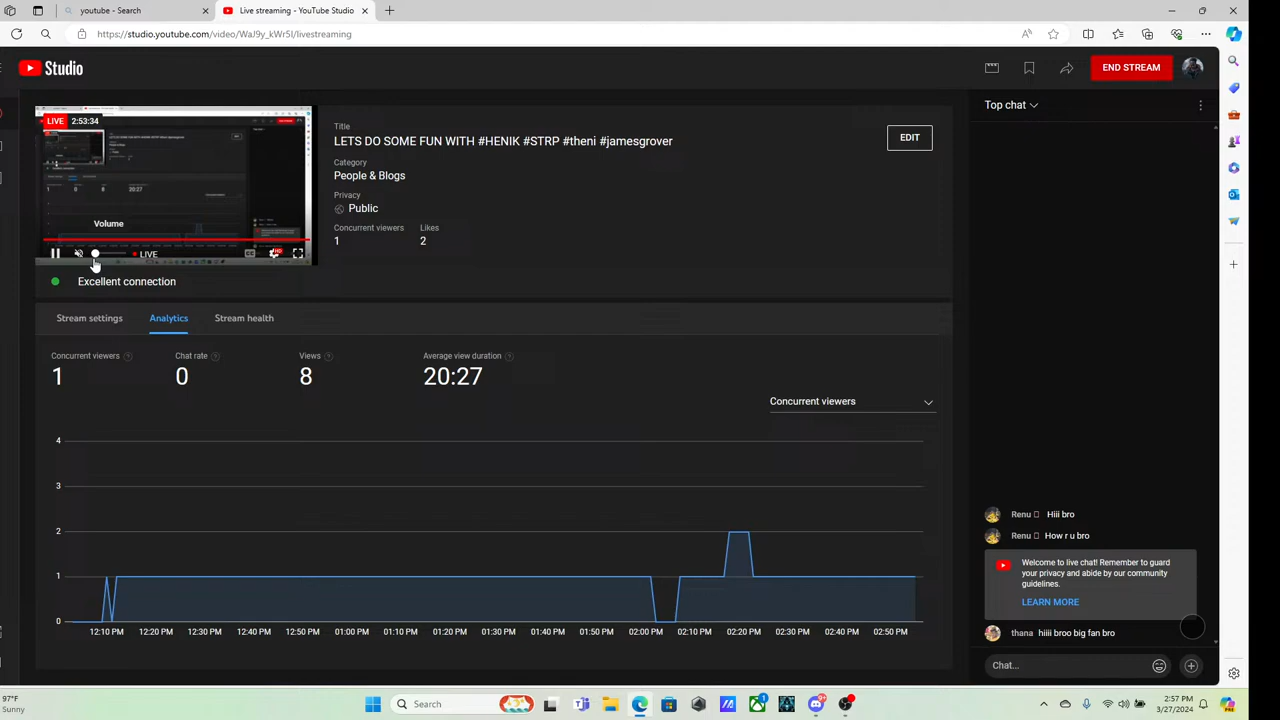 youtube - Search
Live streaming - YouTube Studio
https://studio.youtube.com/video/WaJ9y_kWr5I/livestreaming
Studio
END STREAM
LIVE 2:53:34
Volume
LIVE
HD
Title
LETS DO SOME FUN WITH #HENIK #STRP #theni #jamesgrover
EDIT
Category
People & Blogs
Privacy
Public
Concurrent viewers Likes
1 2
Excellent connection
Stream settings Analytics Stream health
Concurrent viewers Chat rate Views Average view duration
1 0 8 20:27
Concurrent viewers
4
3
2
1
0
12:10 PM 12:20 PM 12:30 PM 12:40 PM 12:50 PM 01:00 PM 01:10 PM 01:20 PM 01:30 PM 01:40 PM 01:50 PM 02:00 PM 02:10 PM 02:20 PM 02:30 PM 02:40 PM 02:50 PM
Top chat
Renu Hiii bro
Renu How r u bro
Welcome to live chat! Remember to guard
your privacy and abide by our community
guidelines.
LEARN MORE
thana hiiii broo big fan bro
Chat...
97°F
Sunny
Search
2:57 PM
3/27/2024